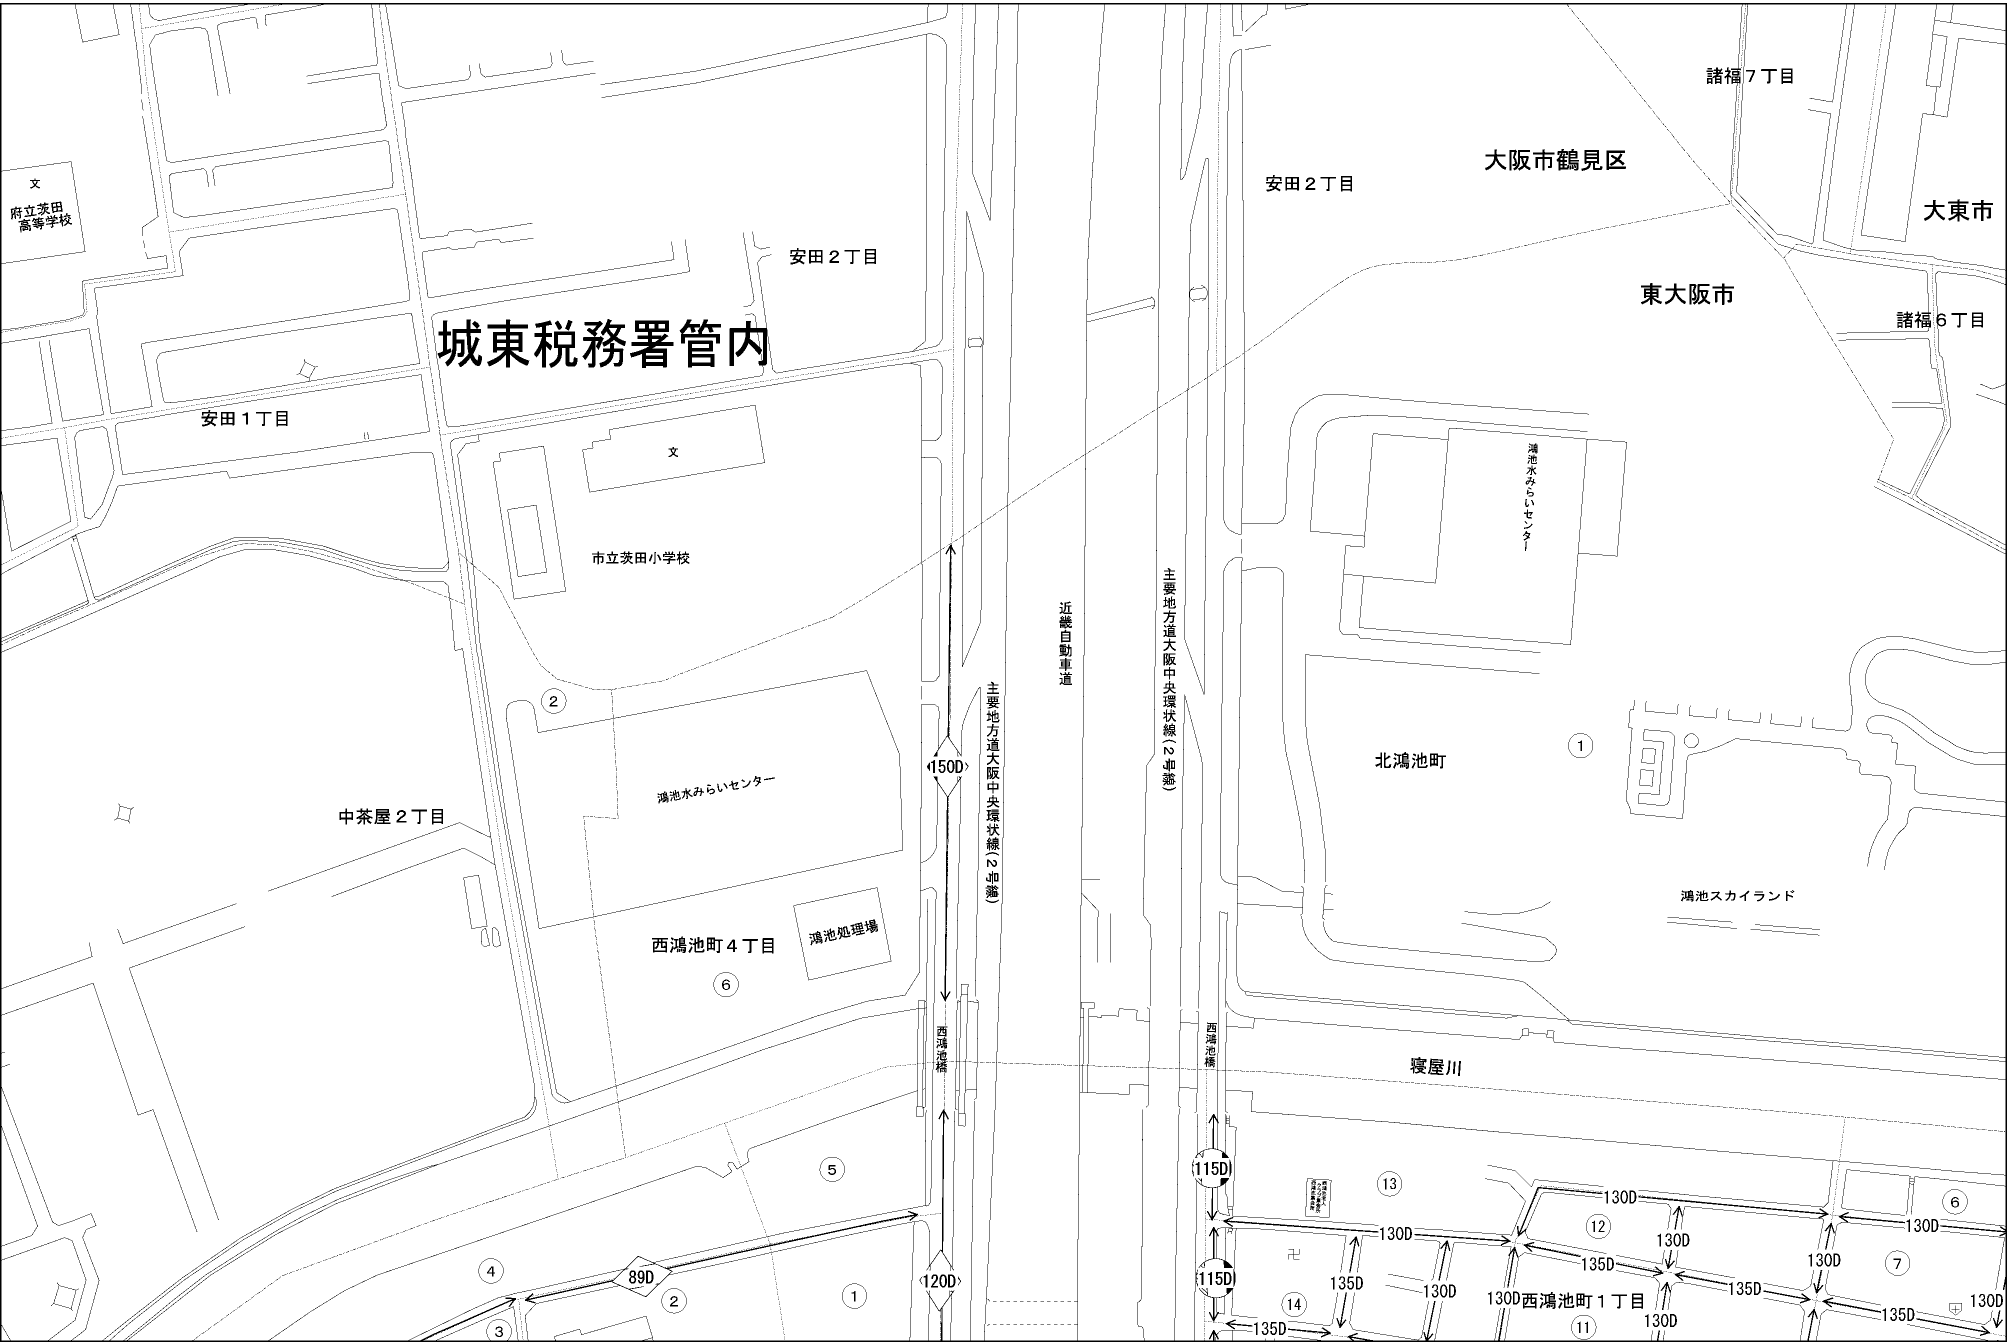 諸福７丁目
大阪市鶴見区
安田２丁目
大東市
文
府立茨田
高等学校
安田２丁目
東大阪市
諸福６丁目
城東税務署管内
安田１丁目
文
市立茨田小学校
鴻池水みらいセンター
近畿自動車道
主要地方道大阪中央環状線(２号線)
主要地方道大阪中央環状線(２号線)
②
150D
北鴻池町
①
鴻池水みらいセンター
中茶屋２丁目
鴻池スカイランド
西鴻池町４丁目
鴻池処理場
⑥
西鴻池橋
西鴻池橋
寝屋川
⑤
115D
⑬
130D
⑥
⑫
130D
130D
130D
135D
130D
⑦
④
89D
120D
115D
135D
130D
130D
135D
②
①
⑭
西鴻池町１丁目
130D
135D
130D
③
135D
⑪